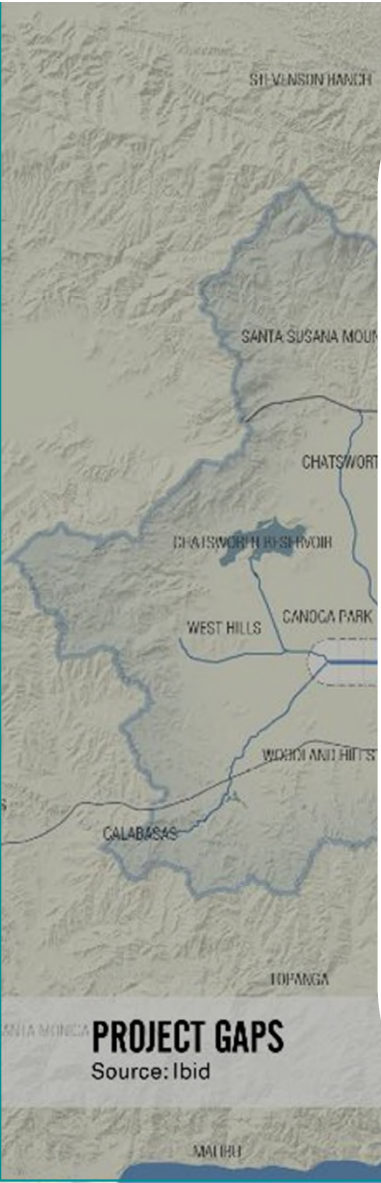 STEVENSON RANCH
SANTA SUSANA MOUN
CHATSWORT
CHATSWORTH RESERVOIR
CANOGA PARK
WEST HILLS
WOODLAND HILLS
S
CALABASAS
TOPANGA
ANTA MONICA
PROJECT GAPS
Source: Ibid
MALIBU